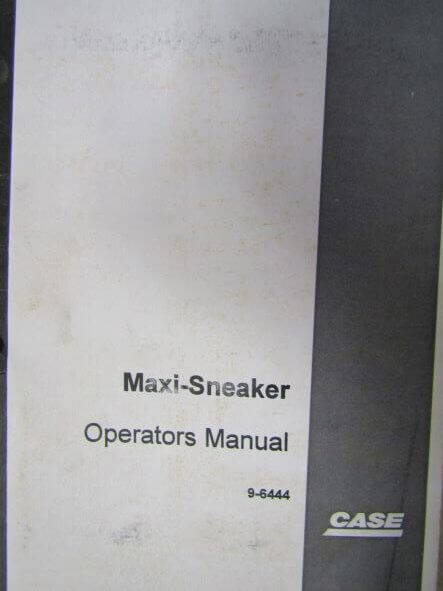 Maxi-Sneaker
Operators Manual
9-6444
CASE